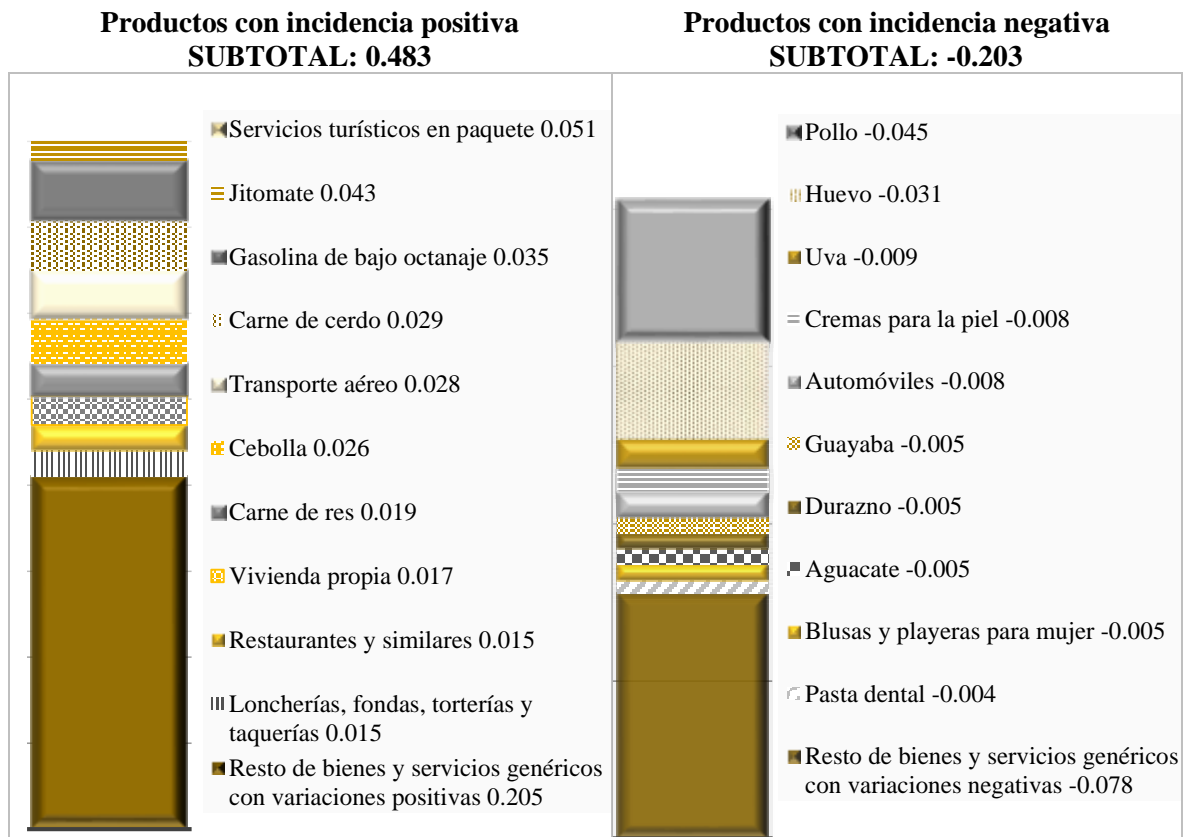 Productos con incidencia positiva
SUBTOTAL: 0.483
Servicios turísticos en paquete 0.051
Jitomate 0.043
Gasolina de bajo octanaje 0.035
Carne de cerdo 0.029
Transporte aéreo 0.028
Cebolla 0.026
Carne de res 0.019
Vivienda propia 0.017
Restaurantes y similares 0.015
Loncherías, fondas, torterías y
taquerías 0.015
Resto de bienes y servicios genéricos
con variaciones positivas 0.205
Productos con incidencia negativa
SUBTOTAL: -0.203
Pollo -0.045
Huevo -0.031
Uva -0.009
Cremas para la piel -0.008
Automóviles -0.008
Guayaba -0.005
Durazno -0.005
Aguacate -0.005
Blusas y playeras para mujer -0.005
Pasta dental -0.004
Resto de bienes y servicios genéricos
con variaciones negativas -0.078